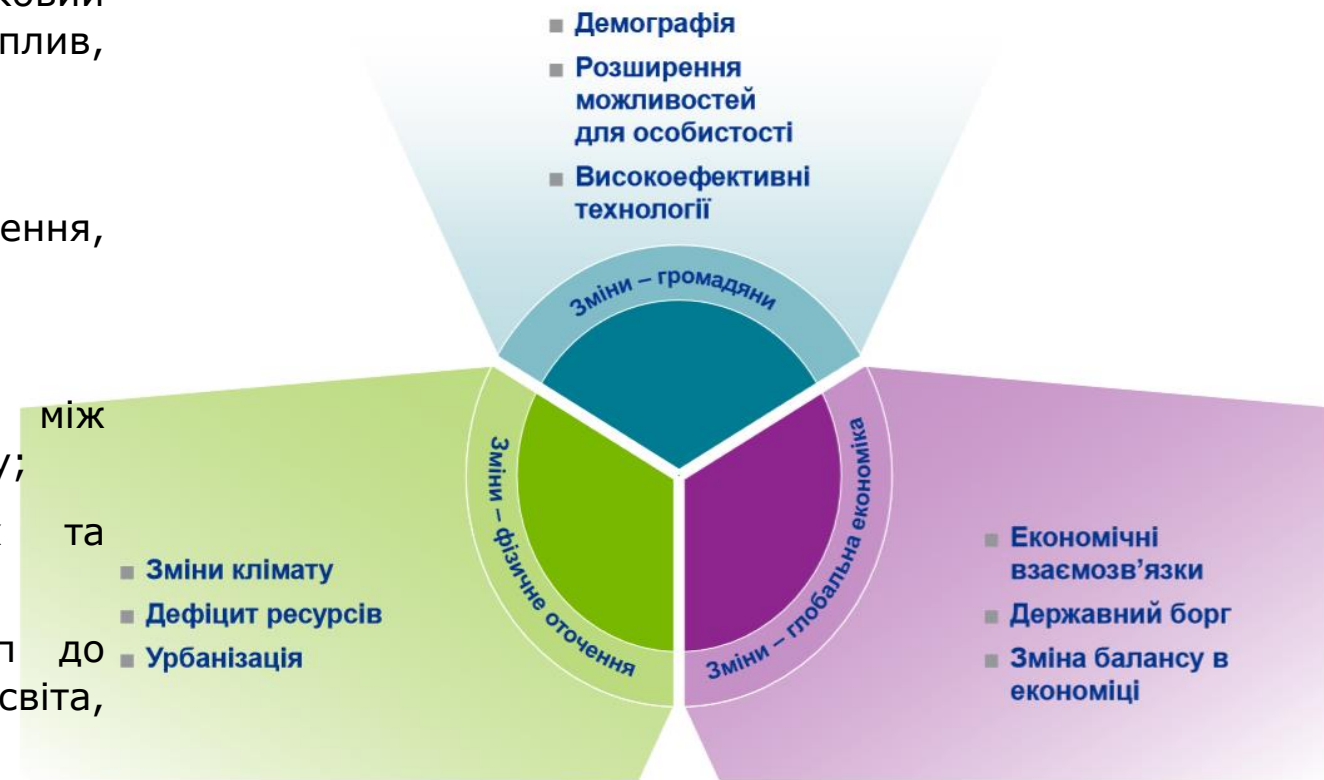 плив,
ення,
між
у;
та
до
світа,
Демографія
Розширення
можливостей
для особистості
Високоефективні
технології
Зміни – громадяни
Зміни – фізичне оточення
Зміни – глобальна економіка
Зміни клімату
Дефіцит ресурсів
Урбанізація
Економічні
взаємозв’язки
Державний борг
Зміна балансу в
економіці